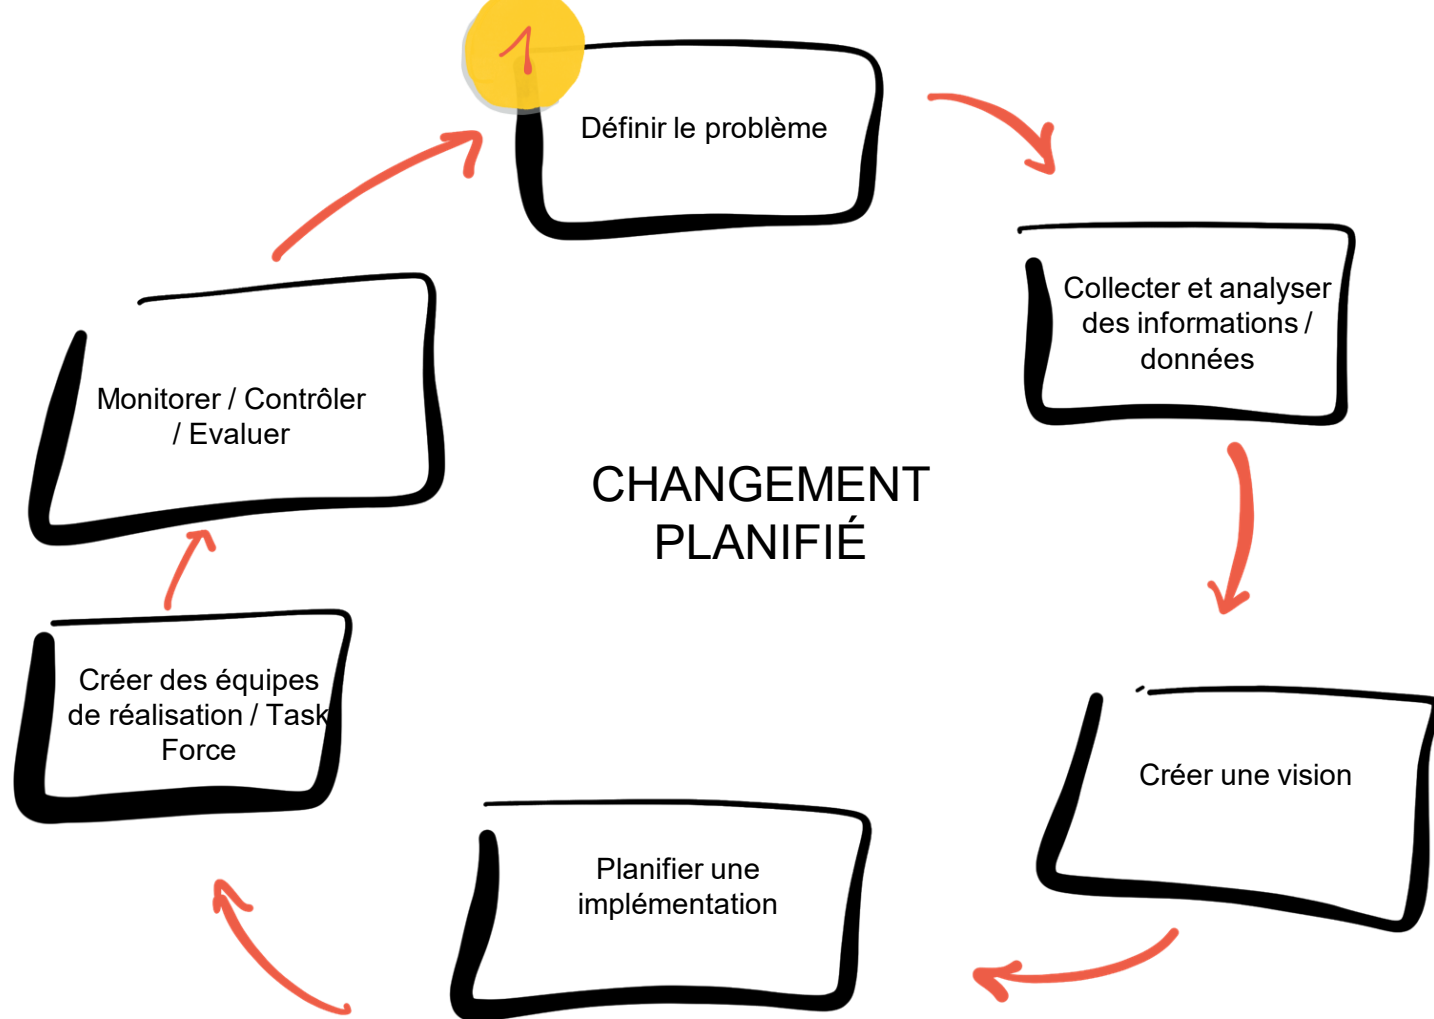 1
Définir le problème
Collecter et analyser
des informations /
données
Créer une vision
Planifier une
implémentation
Créer des équipes
de réalisation / Task
Force
Monitorer / Contrôler
/ Evaluer
CHANGEMENT
PLANIFIÉ